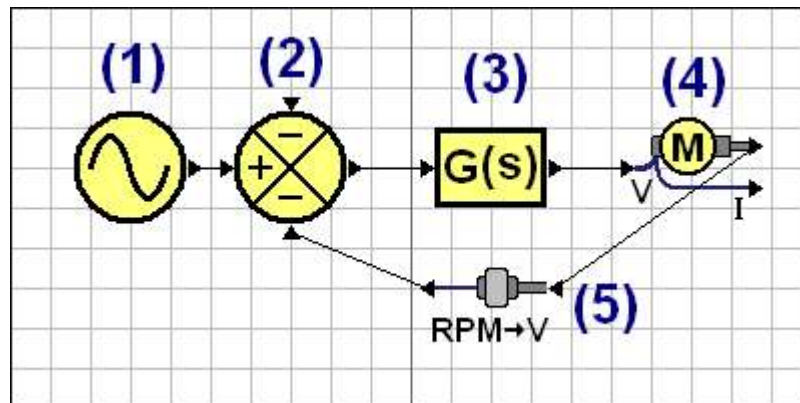 (1)
(2)
(3)
(4)
+
−
−
G(s)
M
V
I
(5)
RPM→V